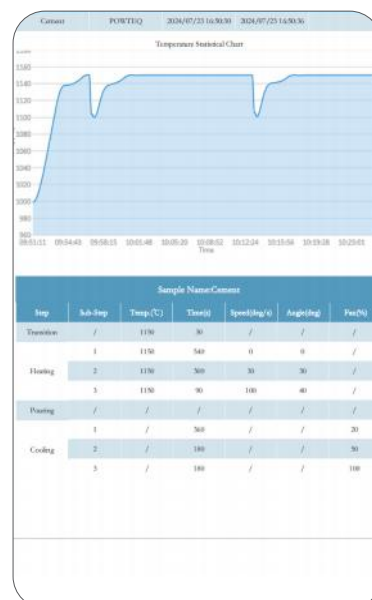 Cement POWTEQ 2024/07/23 16:50:30 2024/07/23 16:50:36
Temperature Statistical Chart
1160
1140
1120
1100
1080
1060
1040
1020
1000
980
960
09:51:11 09:54:43 09:58:15 10:01:48 10:05:20 10:08:52 10:12:24 10:15:56 10:19:28 10:23:01
Time
Sample Name:Cement
Step Sub-Step Temp.(℃) Time(s) Speed(deg/s) Angle(deg) Fan(%)
Transition / 1150 30 / / /
1 1150 540 0 0 /
Heating 2 1150 300 30 30 /
3 1150 90 100 40 /
Pouring / / / / / /
1 / 360 / / 20
Cooling 2 / 180 / / 50
3 / 180 / / 100